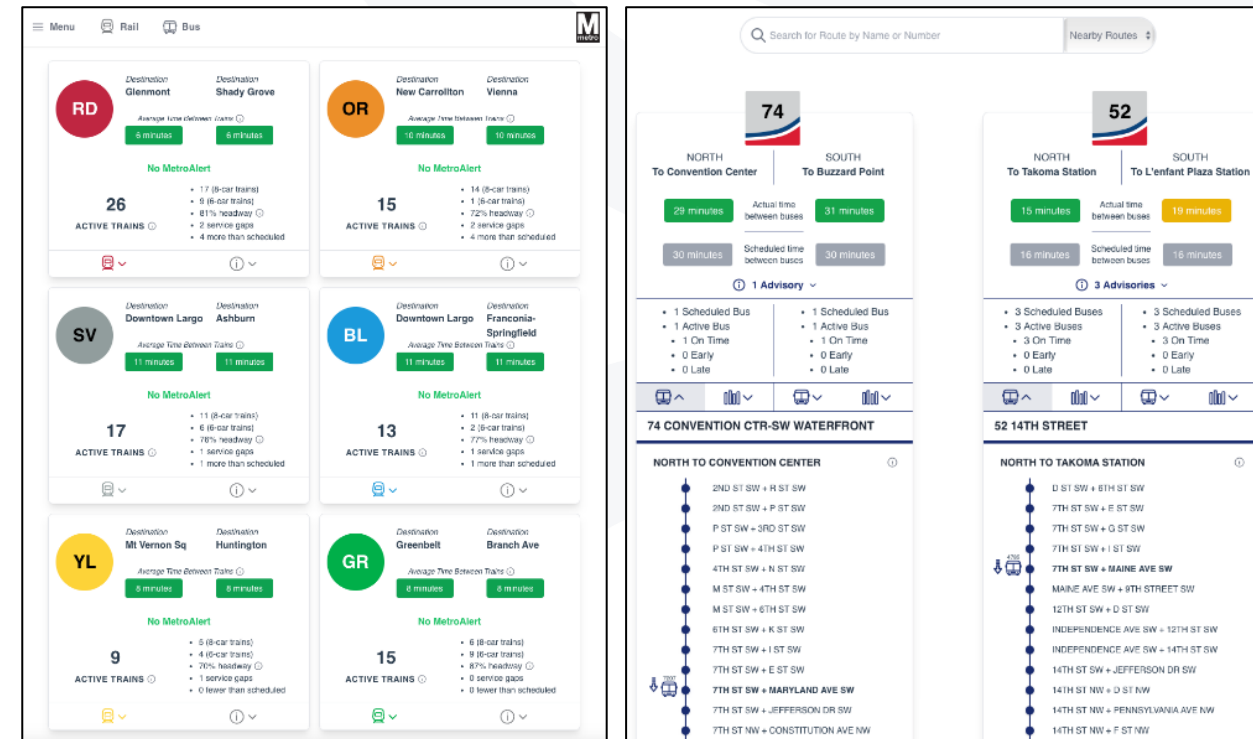 Menu Rail Bus
metro
RD
Destination Destination
Glenmont Shady Grove
Average Time Between Trains
6 minutes 6 minutes
No MetroAlert
26
ACTIVE TRAINS
• 17 (8-car trains)
• 9 (6-car trains)
• 81% headway
• 2 service gaps
• 4 more than scheduled
OR
Destination Destination
New Carrollton Vienna
Average Time Between Trains
10 minutes 10 minutes
No MetroAlert
15
ACTIVE TRAINS
• 14 (8-car trains)
• 1 (6-car trains)
• 72% headway
• 2 service gaps
• 4 more than scheduled
SV
Destination Destination
Downtown Largo Ashburn
Average Time Between Trains
11 minutes 11 minutes
No MetroAlert
17
ACTIVE TRAINS
• 11 (8-car trains)
• 6 (6-car trains)
• 76% headway
• 1 service gaps
• 1 more than scheduled
BL
Destination Destination
Downtown Largo Franconia-
Springfield
Average Time Between Trains
11 minutes 11 minutes
No MetroAlert
13
ACTIVE TRAINS
• 11 (8-car trains)
• 2 (6-car trains)
• 77% headway
• 1 service gaps
• 1 more than scheduled
YL
Destination Destination
Mt Vernon Sq Huntington
Average Time Between Trains
8 minutes 8 minutes
No MetroAlert
9
ACTIVE TRAINS
• 5 (8-car trains)
• 4 (6-car trains)
• 70% headway
• 1 service gaps
• 0 fewer than scheduled
GR
Destination Destination
Greenbelt Branch Ave
Average Time Between Trains
8 minutes 8 minutes
No MetroAlert
15
ACTIVE TRAINS
• 6 (8-car trains)
• 9 (6-car trains)
• 87% headway
• 0 service gaps
• 0 fewer than scheduled
Search for Route by Name or Number Nearby Routes
74
NORTH SOUTH
To Convention Center To Buzzard Point
29 minutes Actual time between buses 31 minutes
30 minutes Scheduled time between buses 30 minutes
1 Advisory
• 1 Scheduled Bus • 1 Scheduled Bus
• 1 Active Bus • 1 Active Bus
• 1 On Time • 1 On Time
• 0 Early • 0 Early
• 0 Late • 0 Late
74 CONVENTION CTR-SW WATERFRONT
NORTH TO CONVENTION CENTER
2ND ST SW + R ST SW
2ND ST SW + P ST SW
P ST SW + 3RD ST SW
P ST SW + 4TH ST SW
4TH ST SW + N ST SW
M ST SW + 4TH ST SW
M ST SW + 6TH ST SW
6TH ST SW + K ST SW
7TH ST SW + I ST SW
7TH ST SW + E ST SW
7TH ST SW + MARYLAND AVE SW
7TH ST SW + JEFFERSON DR SW
7TH ST NW + CONSTITUTION AVE NW
52
NORTH SOUTH
To Takoma Station To L'enfant Plaza Station
15 minutes Actual time between buses 19 minutes
16 minutes Scheduled time between buses 16 minutes
3 Advisories
• 3 Scheduled Buses • 3 Scheduled Buses
• 3 Active Buses • 3 Active Buses
• 3 On Time • 3 On Time
• 0 Early • 0 Early
• 0 Late • 0 Late
52 14TH STREET
NORTH TO TAKOMA STATION
D ST SW + 6TH ST SW
7TH ST SW + E ST SW
7TH ST SW + G ST SW
7TH ST SW + I ST SW
7TH ST SW + MAINE AVE SW
MAINE AVE SW + 9TH STREET SW
12TH ST SW + D ST SW
INDEPENDENCE AVE SW + 12TH ST SW
INDEPENDENCE AVE SW + 14TH ST SW
14TH ST SW + JEFFERSON DR SW
14TH ST NW + D ST NW
14TH ST NW + PENNSYLVANIA AVE NW
14TH ST NW + F ST NW